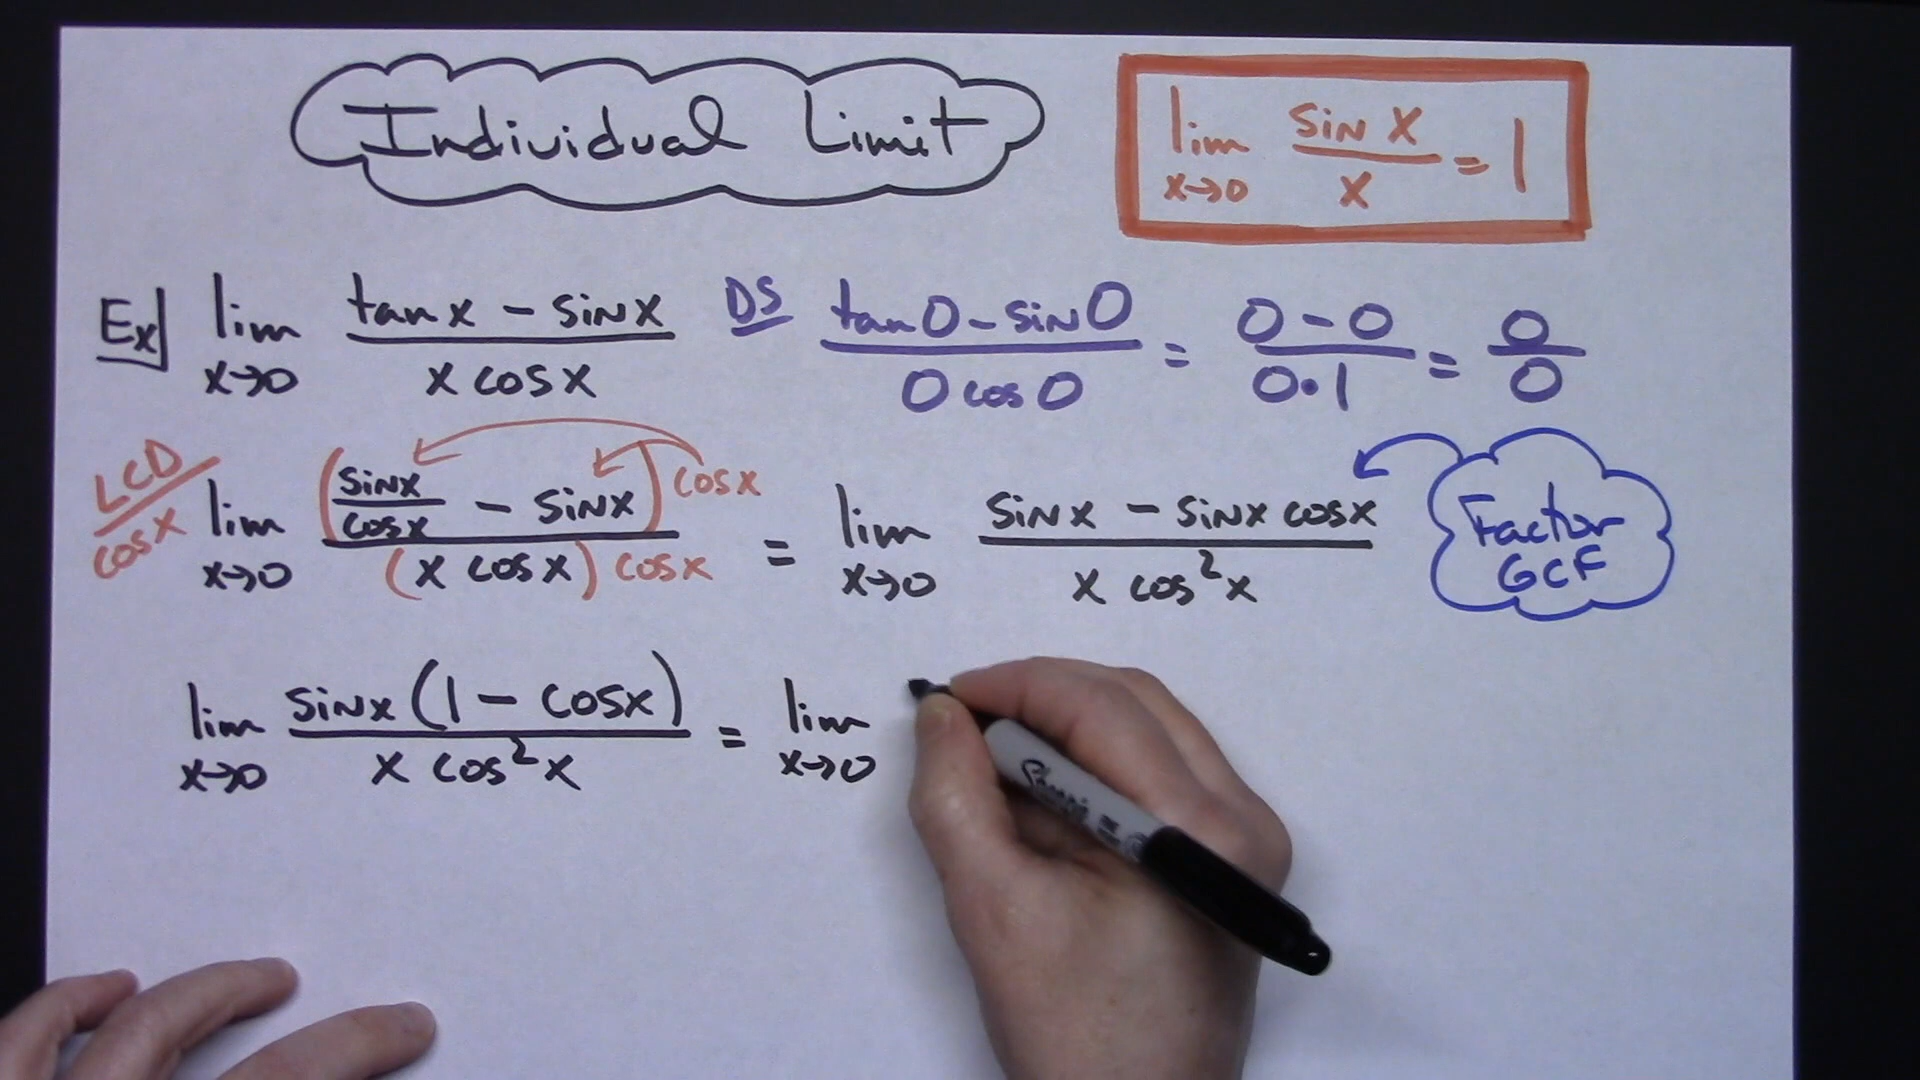 Individual Limit
lim x→0 sin x / x = 1
Ex lim x→0 (tan x - sin x) / (x cos x)
DS (tan 0 - sin 0) / (0 cos 0) = (0 - 0) / (0·1) = 0/0
LCD cos x
lim x→0 (sin x / cos x - sin x) cos x / (x cos x) cos x = lim x→0 (sin x - sin x cos x) / (x cos² x)
Factor
GCF
lim x→0 sin x (1 - cos x) / (x cos² x) = lim x→0
Sharpie